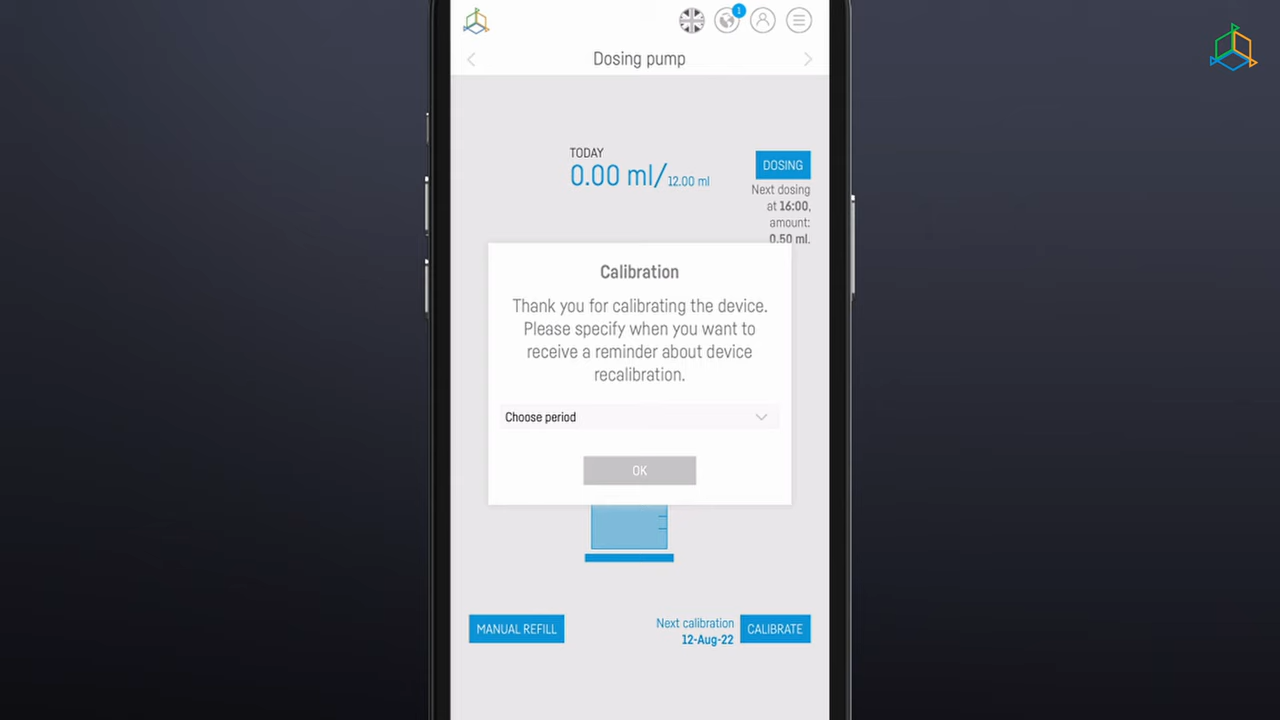 1
Dosing pump
TODAY
0.00 ml/12.00 ml
DOSING
Next dosing
at 16:00,
amount:
0.50 ml.
Calibration
Thank you for calibrating the device.
Please specify when you want to
receive a reminder about device
recalibration.
Choose period
OK
MANUAL REFILL
Next calibration
12-Aug-22
CALIBRATE